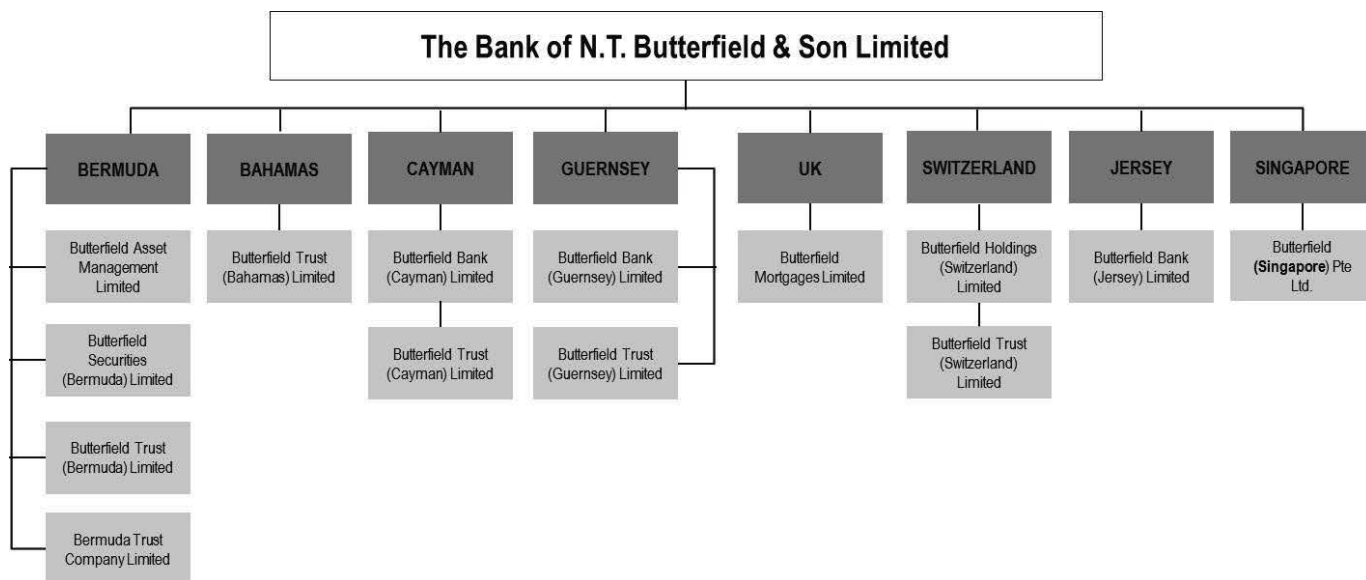 The Bank of N.T. Butterfield & Son Limited
BERMUDA
BAHAMAS
CAYMAN
GUERNSEY
UK
SWITZERLAND
JERSEY
SINGAPORE
Butterfield Asset
Management
Limited
Butterfield Trust
(Bahamas) Limited
Butterfield Bank
(Cayman) Limited
Butterfield Bank
(Guernsey) Limited
Butterfield
Mortgages Limited
Butterfield Holdings
(Switzerland)
Limited
Butterfield Bank
(Jersey) Limited
Butterfield
(Singapore) Pte
Ltd.
Butterfield
Securities
(Bermuda) Limited
Butterfield Trust
(Cayman) Limited
Butterfield Trust
(Guernsey) Limited
Butterfield Trust
(Switzerland)
Limited
Butterfield Trust
(Bermuda) Limited
Bermuda Trust
Company Limited